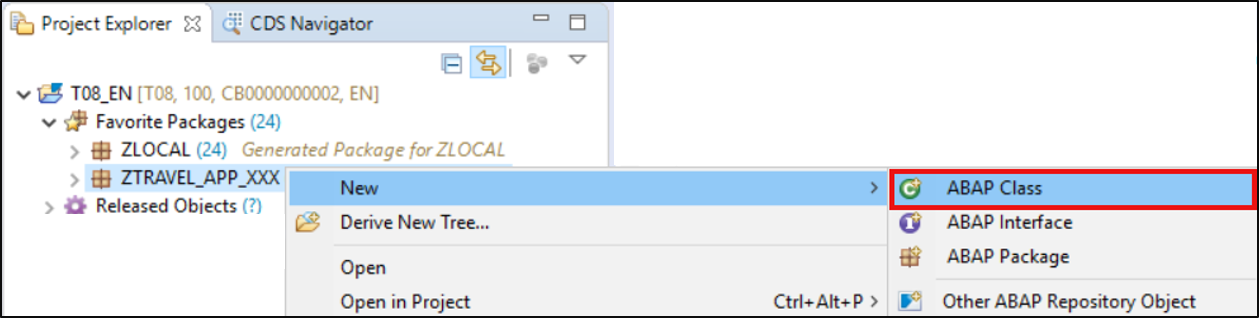 Project Explorer CDS Navigator
T08_EN [T08, 100, CB0000000002, EN]
Favorite Packages (24)
ZLOCAL (24) Generated Package for ZLOCAL
ZTRAVEL_APP_XXX
Released Objects (?)
New
Derive New Tree...
Open
Open in Project Ctrl+Alt+P
ABAP Class
ABAP Interface
ABAP Package
Other ABAP Repository Object